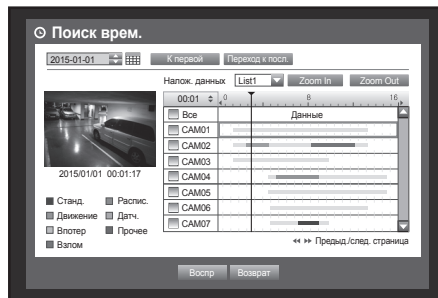 Поиск врем.
2015-01-01 К первой Переход к посл.
Налож. данных List1 Zoom In Zoom Out
00:01 0 8 16
Все Данные
CAM01
CAM02
CAM03
CAM04
CAM05
CAM06
CAM07
2015/01/01 00:01:17
Станд. Распис.
Движение Датч.
Впотер Прочее
Взлом
Предыд./след. страница
Воспр Возврат